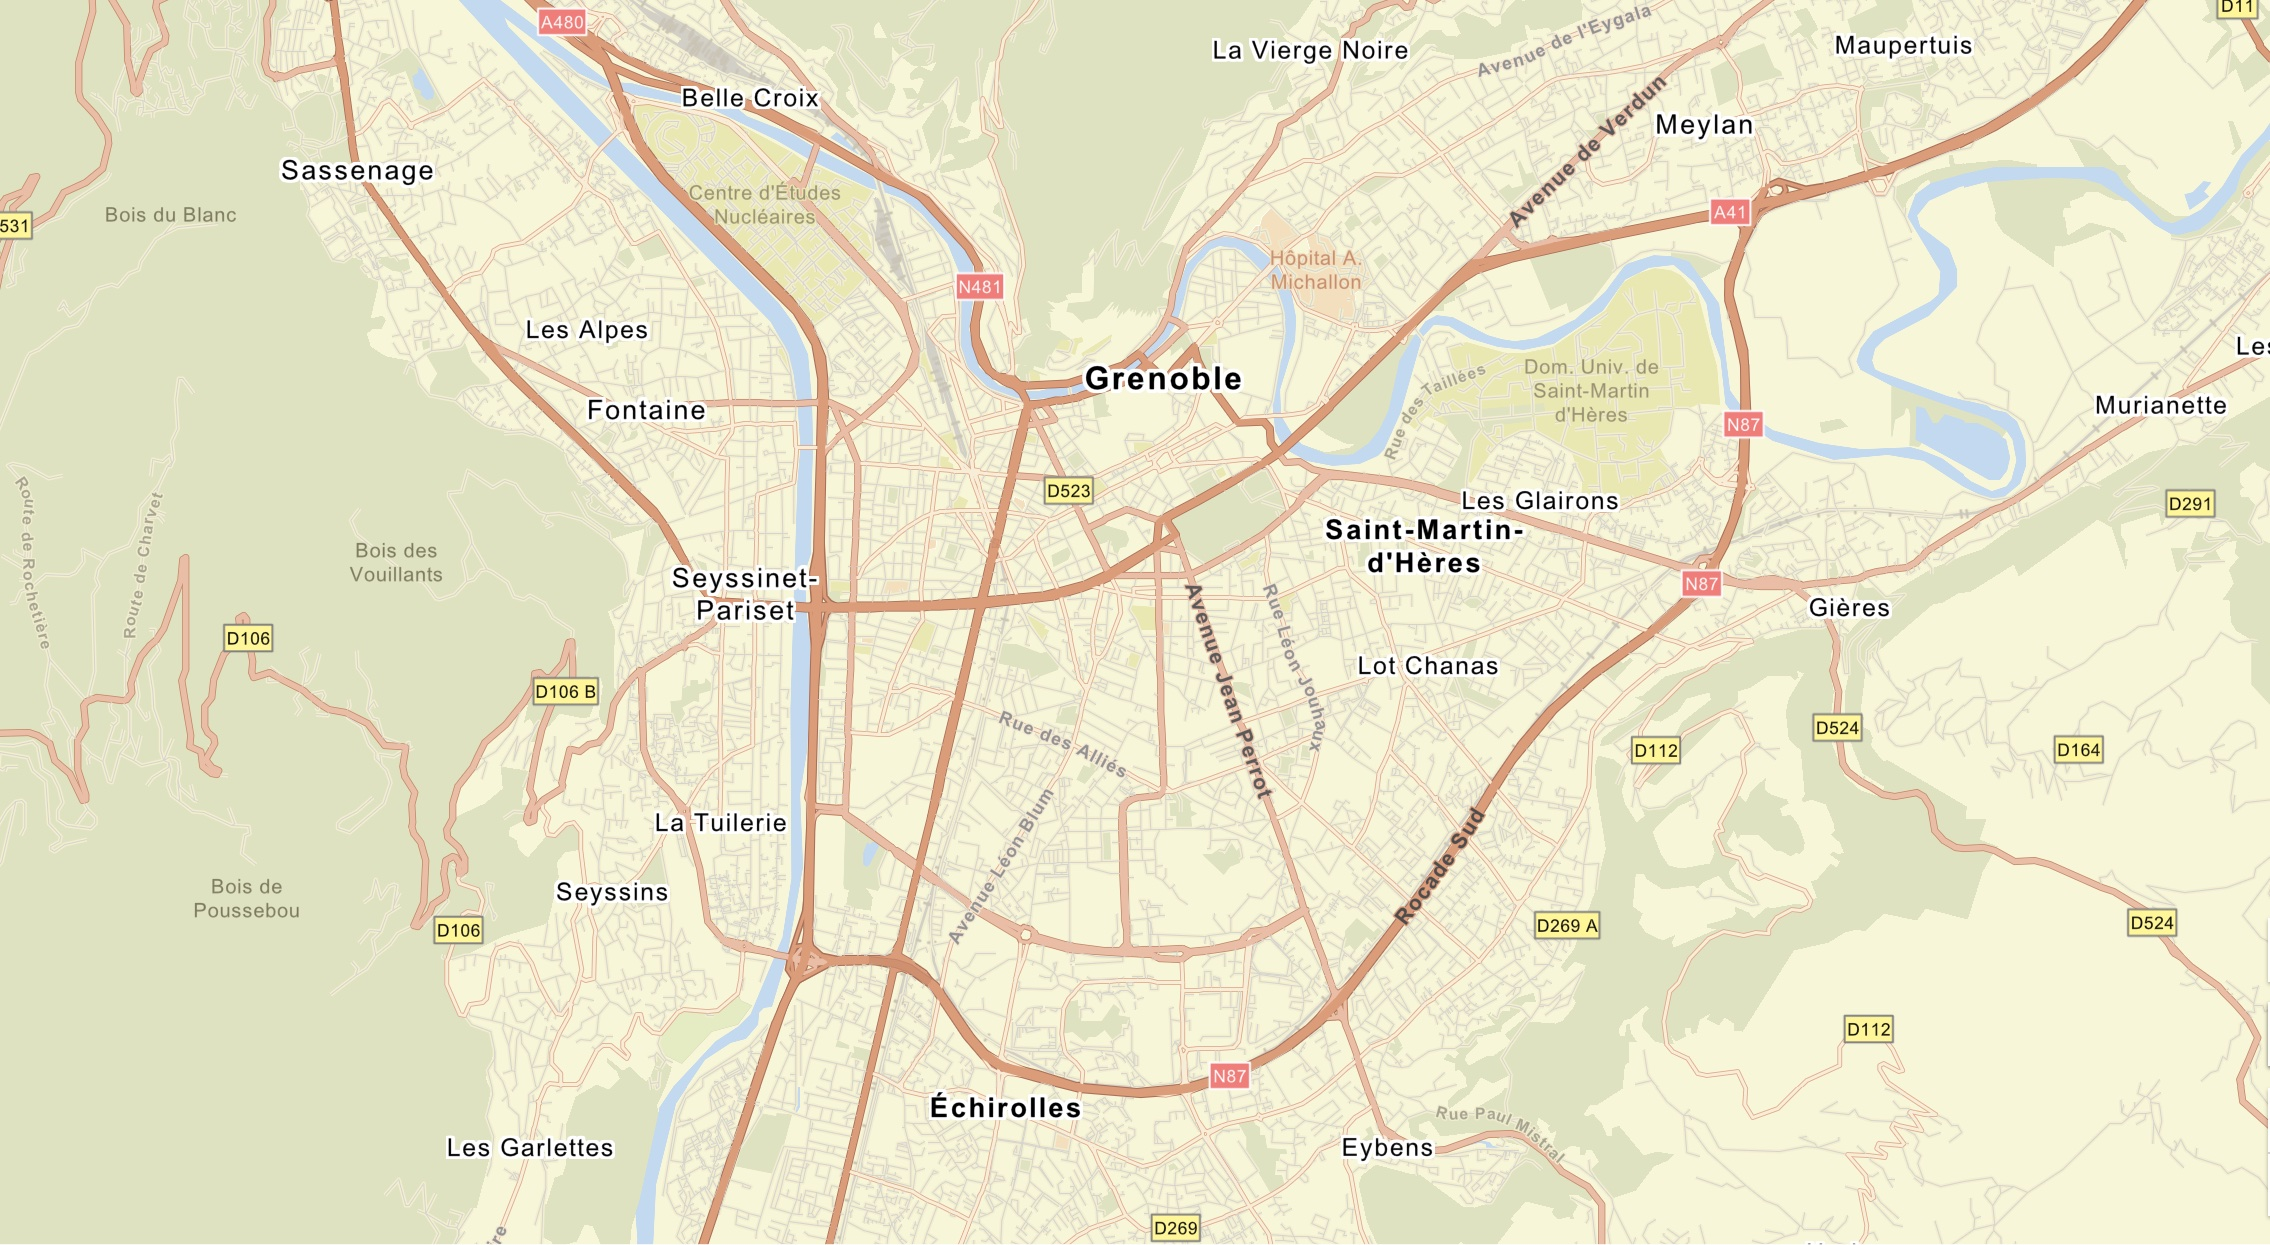 A480
D11
La Vierge Noire
Avenue de l'Eygala
Maupertuis
Belle Croix
Meylan
Avenue de Verdun
Sassenage
Centre d'Études
Nucléaires
Bois du Blanc
531
A41
Hôpital A.
Michallon
N481
Les Alpes
Les
Grenoble
Dom. Univ. de
Saint-Martin
d'Hères
Rue des Taillées
Fontaine
Murianette
N87
D523
Les Glairons
D291
Saint-Martin-
d'Hères
Route de Rochetière
Route de Charvet
Bois des
Vouillants
Seyssinet-
Pariset
N87
Gières
D106
Avenue Jean Perrot
Rue Léon Jouhaux
Lot Chanas
D106 B
Rue des Alliés
D524
D112
D164
La Tuilerie
Avenue Léon Blum
Rocade Sud
Seyssins
Bois de
Poussebou
D106
D269 A
D524
D112
N87
Échirolles
Rue Paul Mistral
Les Garlettes
Eybens
D269
ire